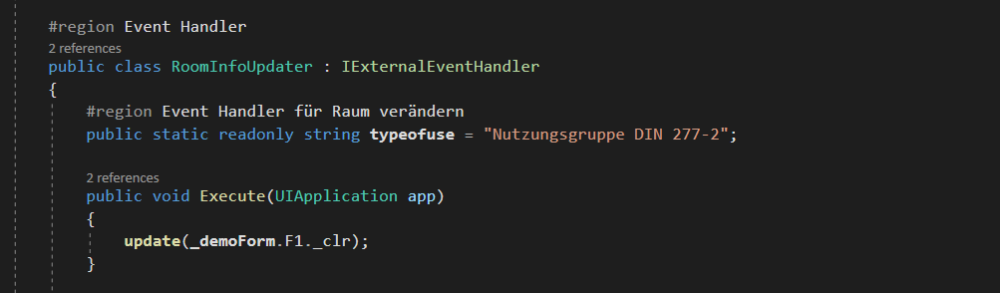 #region Event Handler
2 references
public class RoomInfoUpdater : IExternalEventHandler
{
#region Event Handler für Raum verändern
public static readonly string typeofuse = "Nutzungsgruppe DIN 277-2";
2 references
public void Execute(UIApplication app)
{
update(_demoForm.F1._clr);
}